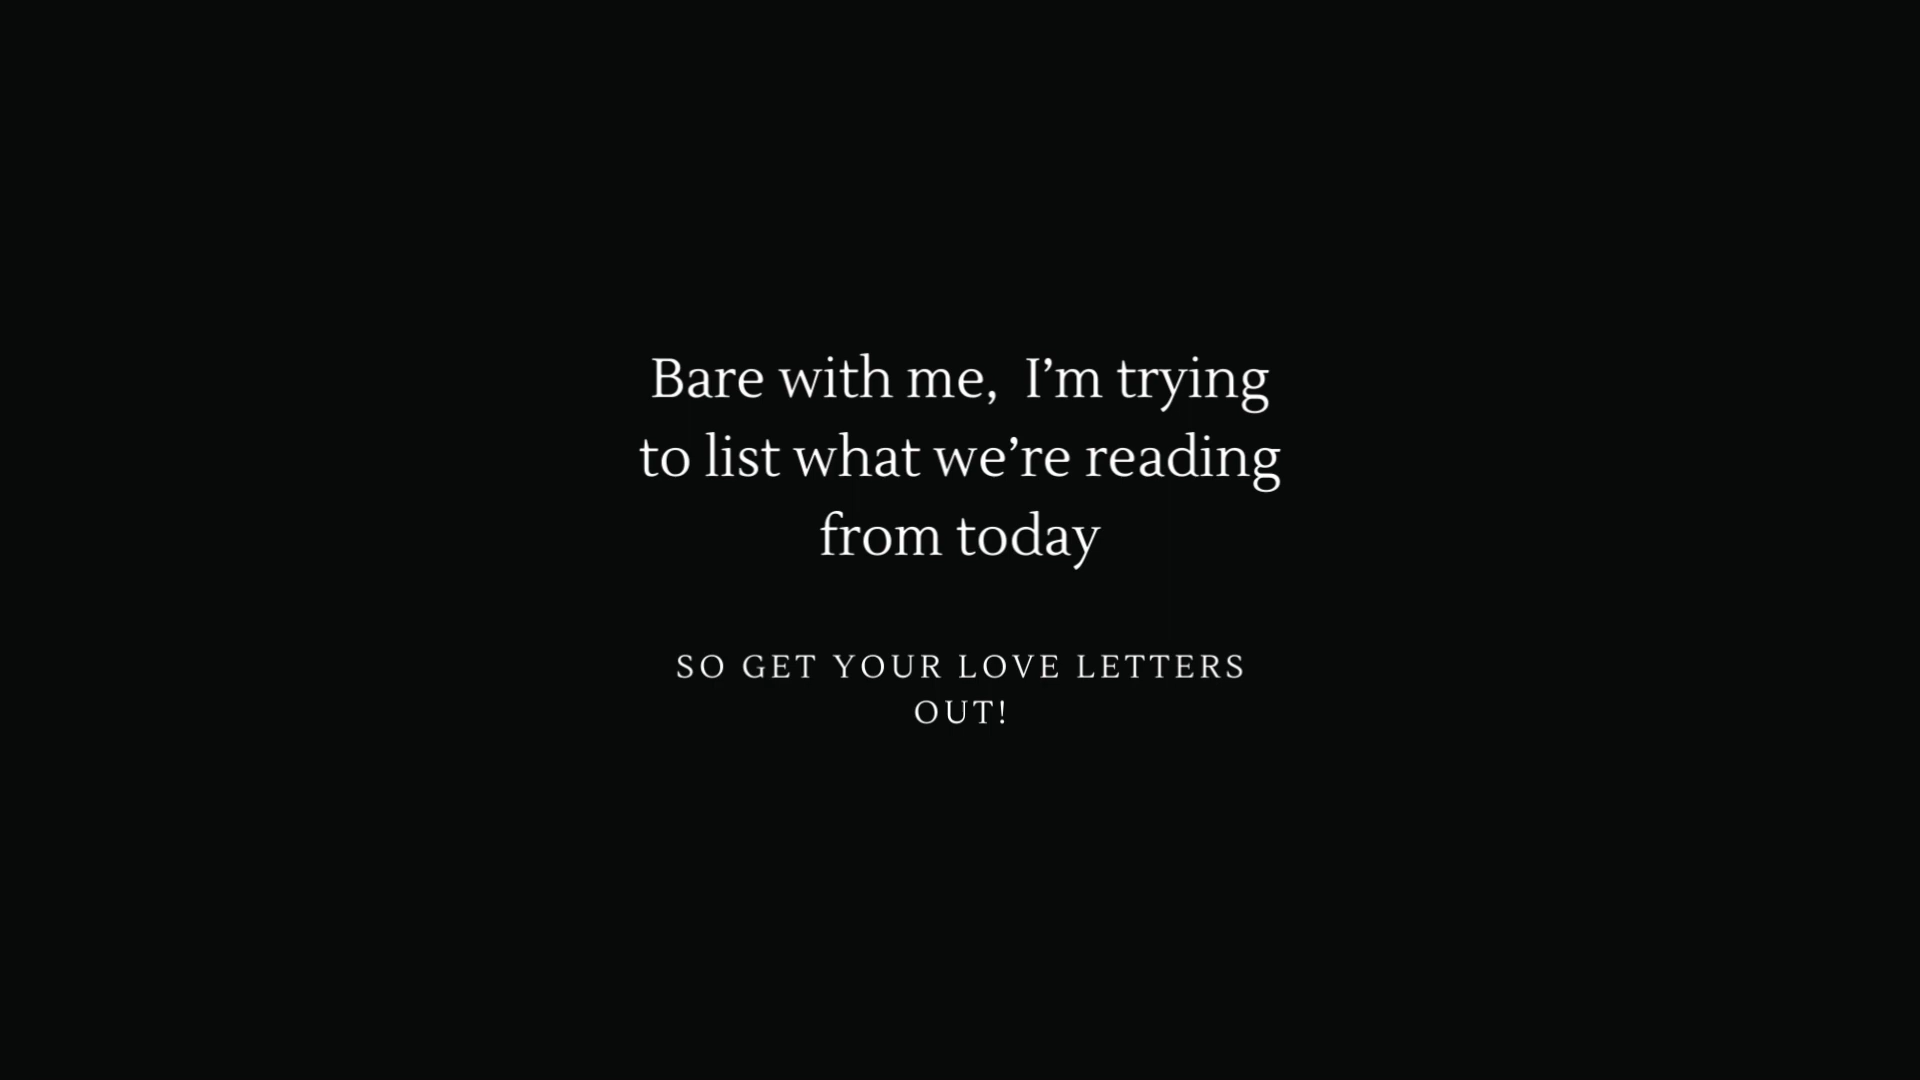 Bare with me,  I’m trying
to list what we’re reading
from today
SO GET YOUR LOVE LETTERS
OUT!